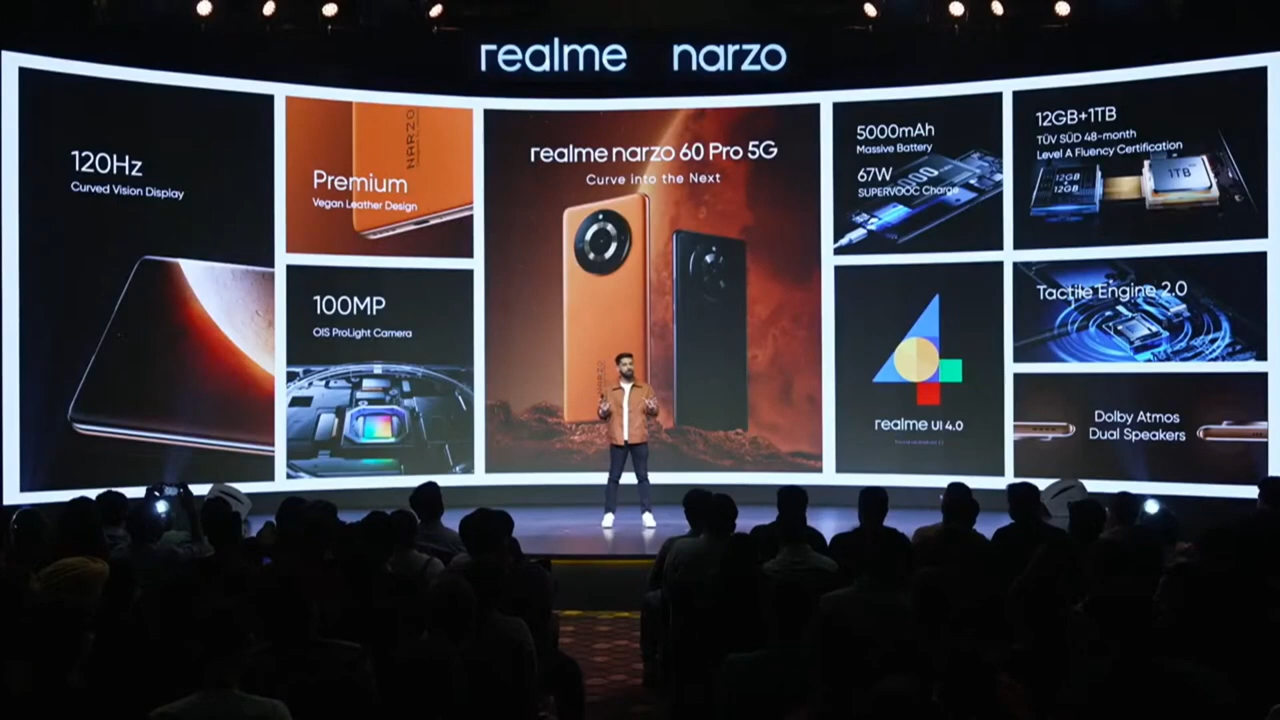 realme narzo
120Hz
Curved Vision Display
NARZO
Premium
Vegan Leather Design
100MP
OIS ProLight Camera
realme narzo 60 Pro 5G
Curve into the Next
NARZO
5000mAh
Massive Battery
67W
SUPERVOOC Charge
12GB+1TB
TÜV SÜD 48-month
Level A Fluency Certification
12GB
12GB
1TB
realme UI 4.0
Tactile Engine 2.0
Dolby Atmos
Dual Speakers